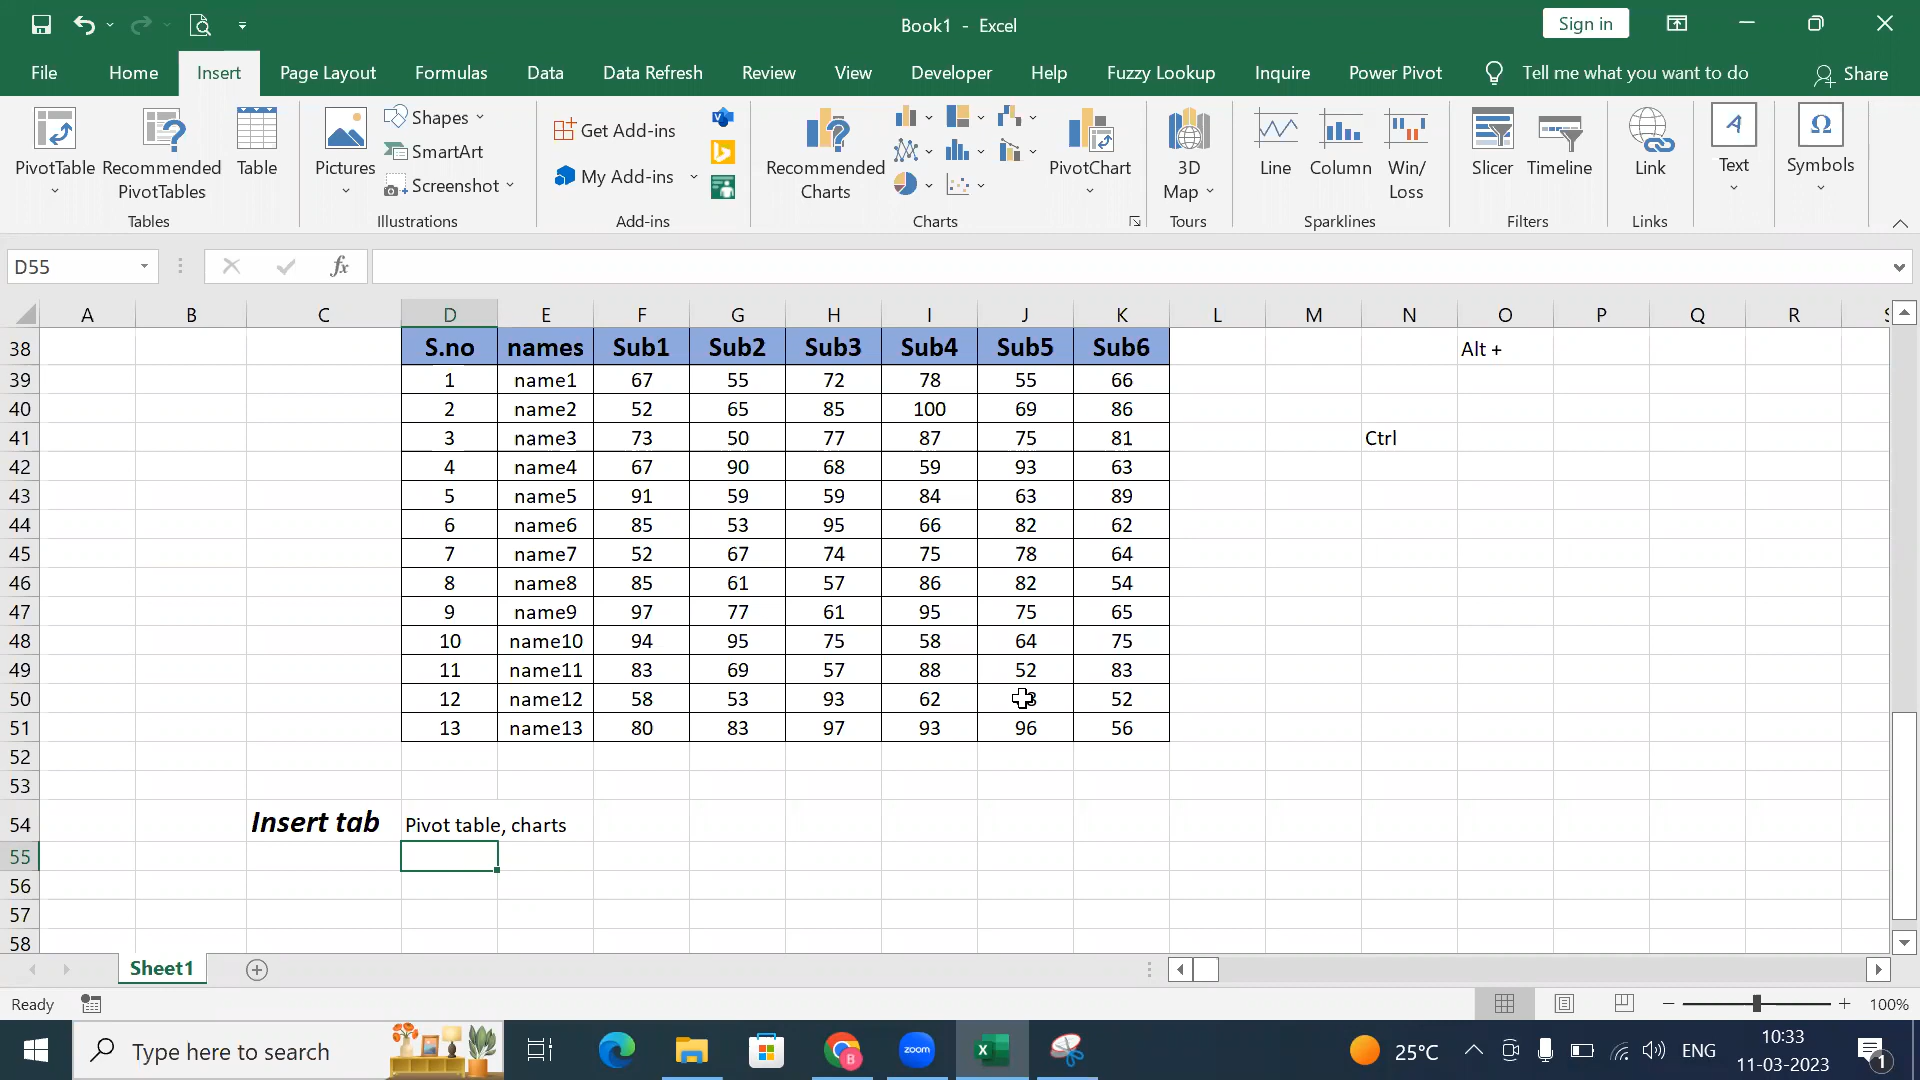 Book1 - Excel
Sign in
File Home Insert Page Layout Formulas Data Data Refresh Review View Developer Help Fuzzy Lookup Inquire Power Pivot Tell me what you want to do Share
PivotTable
Recommended PivotTables
Table
Tables
Pictures
Shapes
SmartArt
Screenshot
Illustrations
Get Add-ins
My Add-ins
Add-ins
Recommended Charts
PivotChart
Charts
3D Map
Tours
Line
Column
Win/Loss
Sparklines
Slicer
Timeline
Filters
Link
Links
Text
Symbols
D55
fx
A B C D E F G H I J K L M N O P Q R
38 S.no names Sub1 Sub2 Sub3 Sub4 Sub5 Sub6 Alt +
39 1 name1 67 55 72 78 55 66
40 2 name2 52 65 85 100 69 86
41 3 name3 73 50 77 87 75 81 Ctrl
42 4 name4 67 90 68 59 93 63
43 5 name5 91 59 59 84 63 89
44 6 name6 85 53 95 66 82 62
45 7 name7 52 67 74 75 78 64
46 8 name8 85 61 57 86 82 54
47 9 name9 97 77 61 95 75 65
48 10 name10 94 95 75 58 64 75
49 11 name11 83 69 57 88 52 83
50 12 name12 58 53 93 62 52
51 13 name13 80 83 97 93 96 56
52
53
54 Insert tab Pivot table, charts
55
56
57
58
Sheet1
Ready
100%
Type here to search
zoom
25°C
ENG
10:33
11-03-2023
1